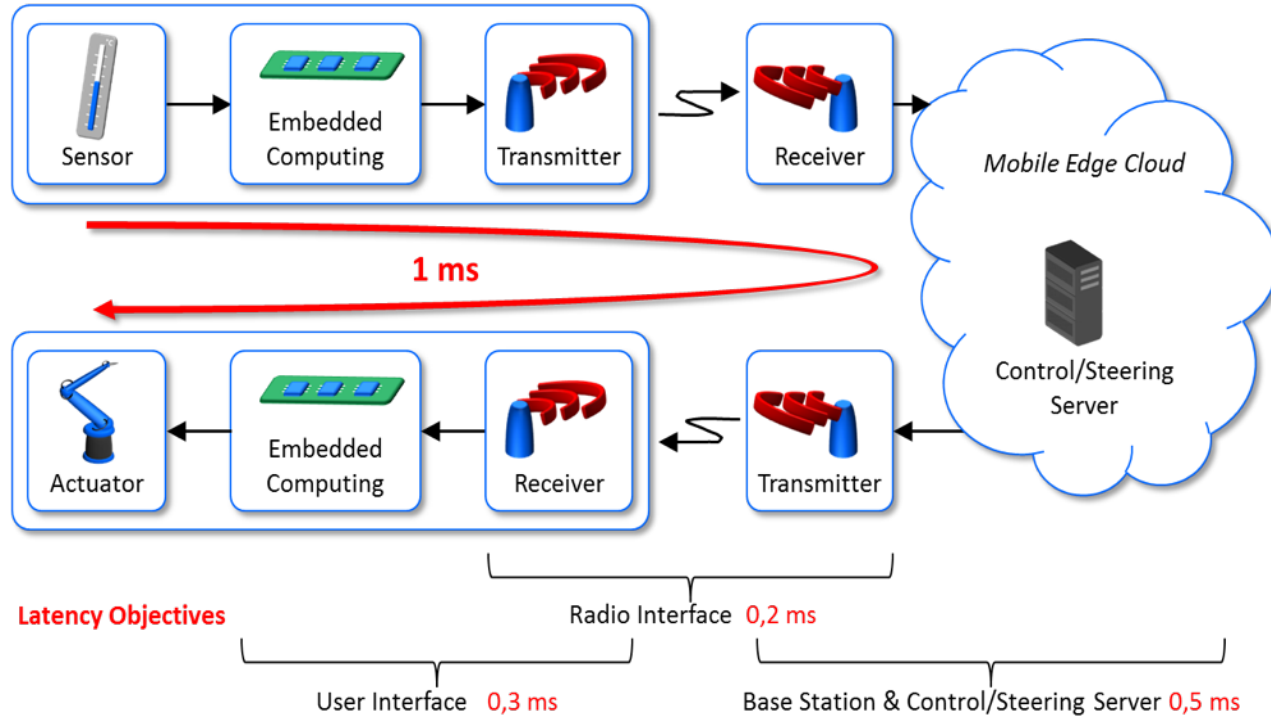 Sensor
Embedded
Computing
Transmitter
Receiver
Mobile Edge Cloud
1 ms
Control/Steering
Server
Actuator
Embedded
Computing
Receiver
Transmitter
Latency Objectives
Radio Interface 0,2 ms
User Interface 0,3 ms
Base Station & Control/Steering Server 0,5 ms